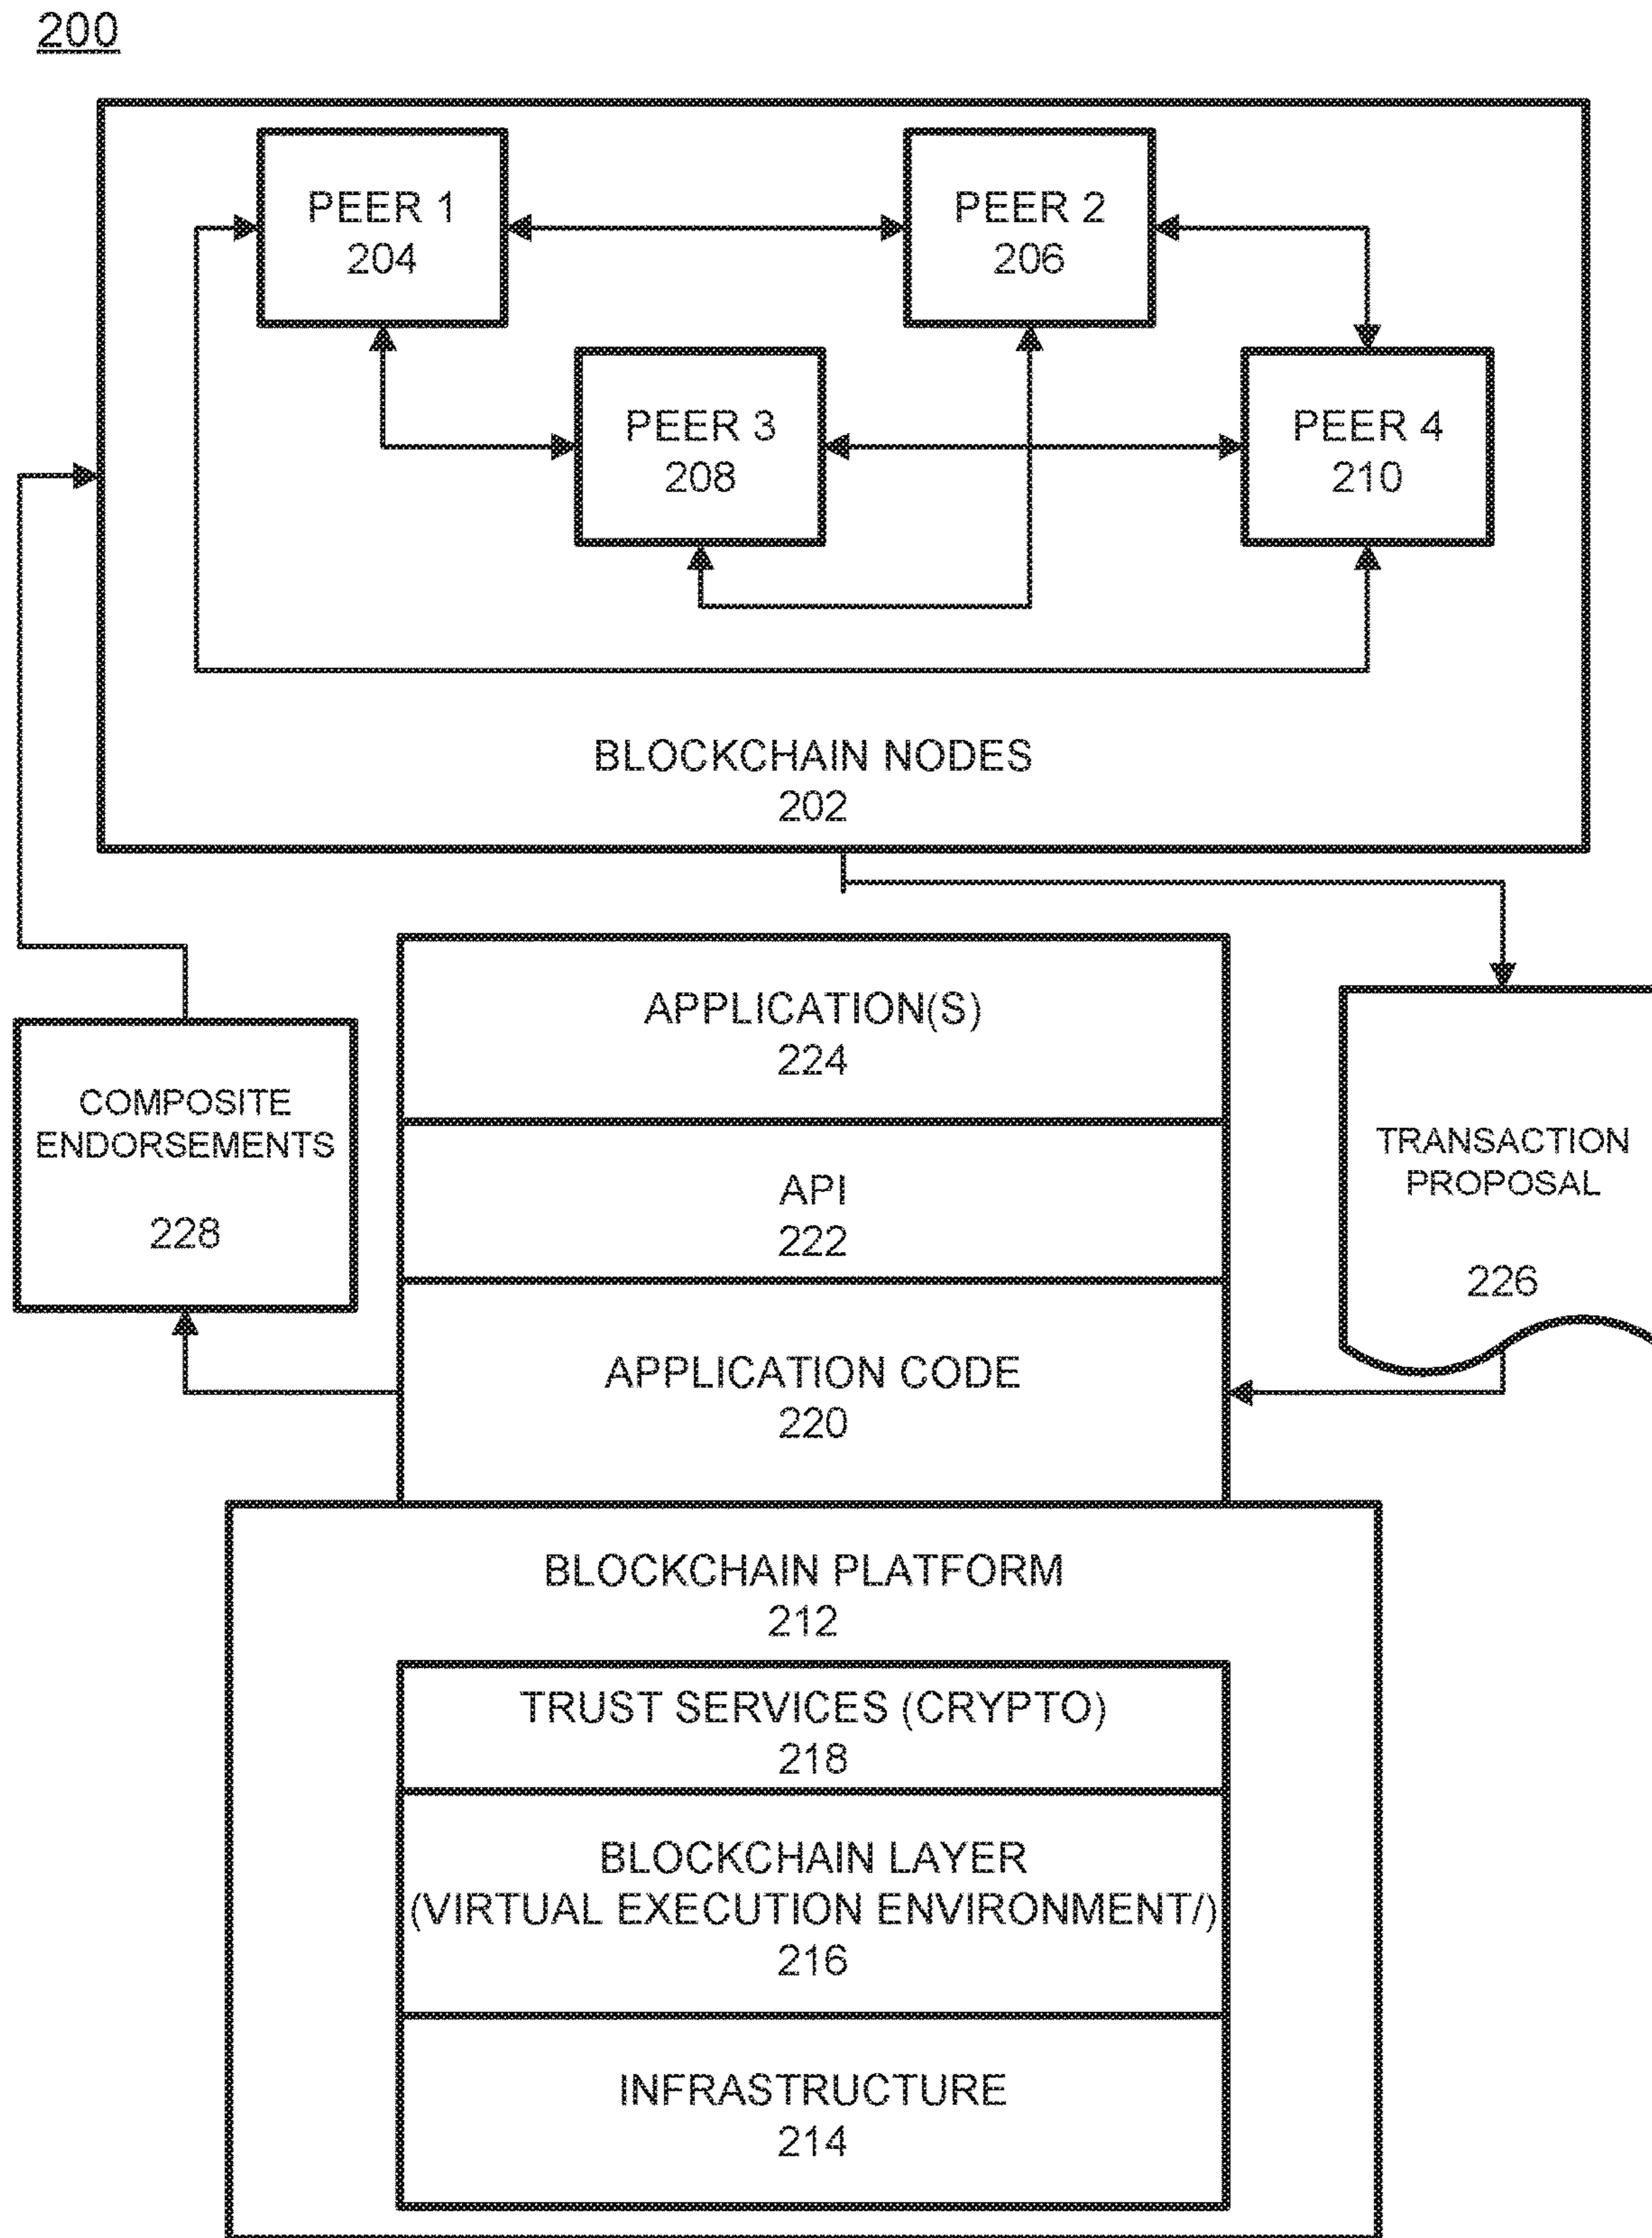 200
PEER 1
204
PEER 2
206
PEER 3
208
PEER 4
210
BLOCKCHAIN NODES
202
APPLICATION(S)
224
COMPOSITE
ENDORSEMENTS
228
API
222
TRANSACTION
PROPOSAL
226
APPLICATION CODE
220
BLOCKCHAIN PLATFORM
212
TRUST SERVICES (CRYPTO)
218
BLOCKCHAIN LAYER
(VIRTUAL EXECUTION ENVIRONMENT/)
216
INFRASTRUCTURE
214